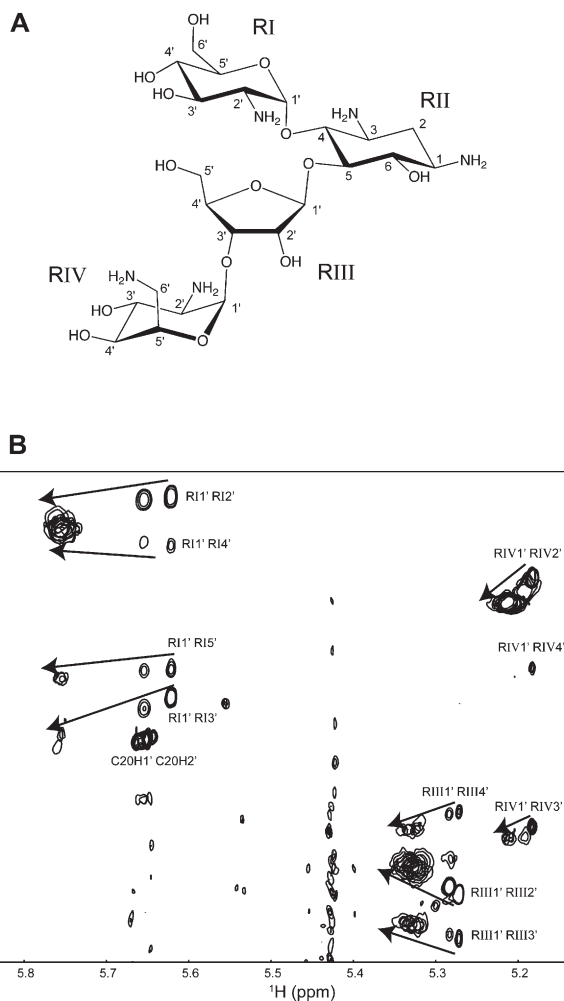 A
OH
RI
6'
4'
5'
O
HO
HO
3'
2'
1'
NH2
H2N
RII
O
4
3
2
HO
5'
O
5
6
1
NH2
OH
O
4'
1'
3'
2'
O
OH
RIII
RIV
H2N
6'
NH2
3'
2'
HO
1'
HO
4'
5'
O
B
RI1' RI2'
RI1' RI4'
RIV1' RIV2'
RI1' RI5'
RIV1' RIV4'
RI1' RI3'
C20H1' C20H2'
RIII1' RIII4'
RIV1' RIV3'
RIII1' RIII2'
RIII1' RIII3'
5.8 5.6 5.5 5.4 5.3 5.2
1H (ppm)